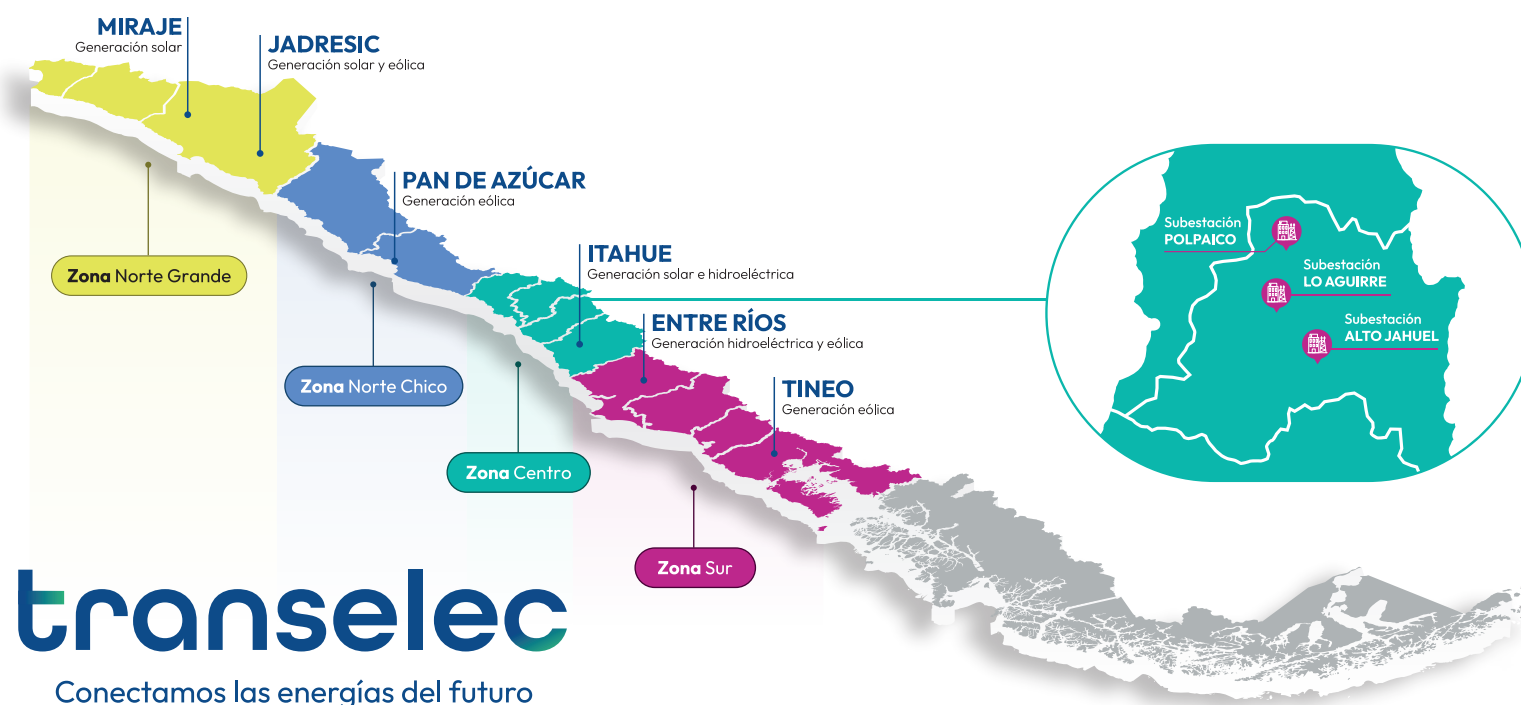 MIRAJE
Generación solar
JADRESIC
Generación solar y eólica
PAN DE AZÚCAR
Generación eólica
ITAHUE
Generación solar e hidroeléctrica
ENTRE RÍOS
Generación hidroeléctrica y eólica
TINEO
Generación eólica
Zona Norte Grande
Zona Norte Chico
Zona Centro
Zona Sur
Subestación
POLPAICO
Subestación
LO AGUIRRE
Subestación
ALTO JAHUEL
transelec
Conectamos las energías del futuro